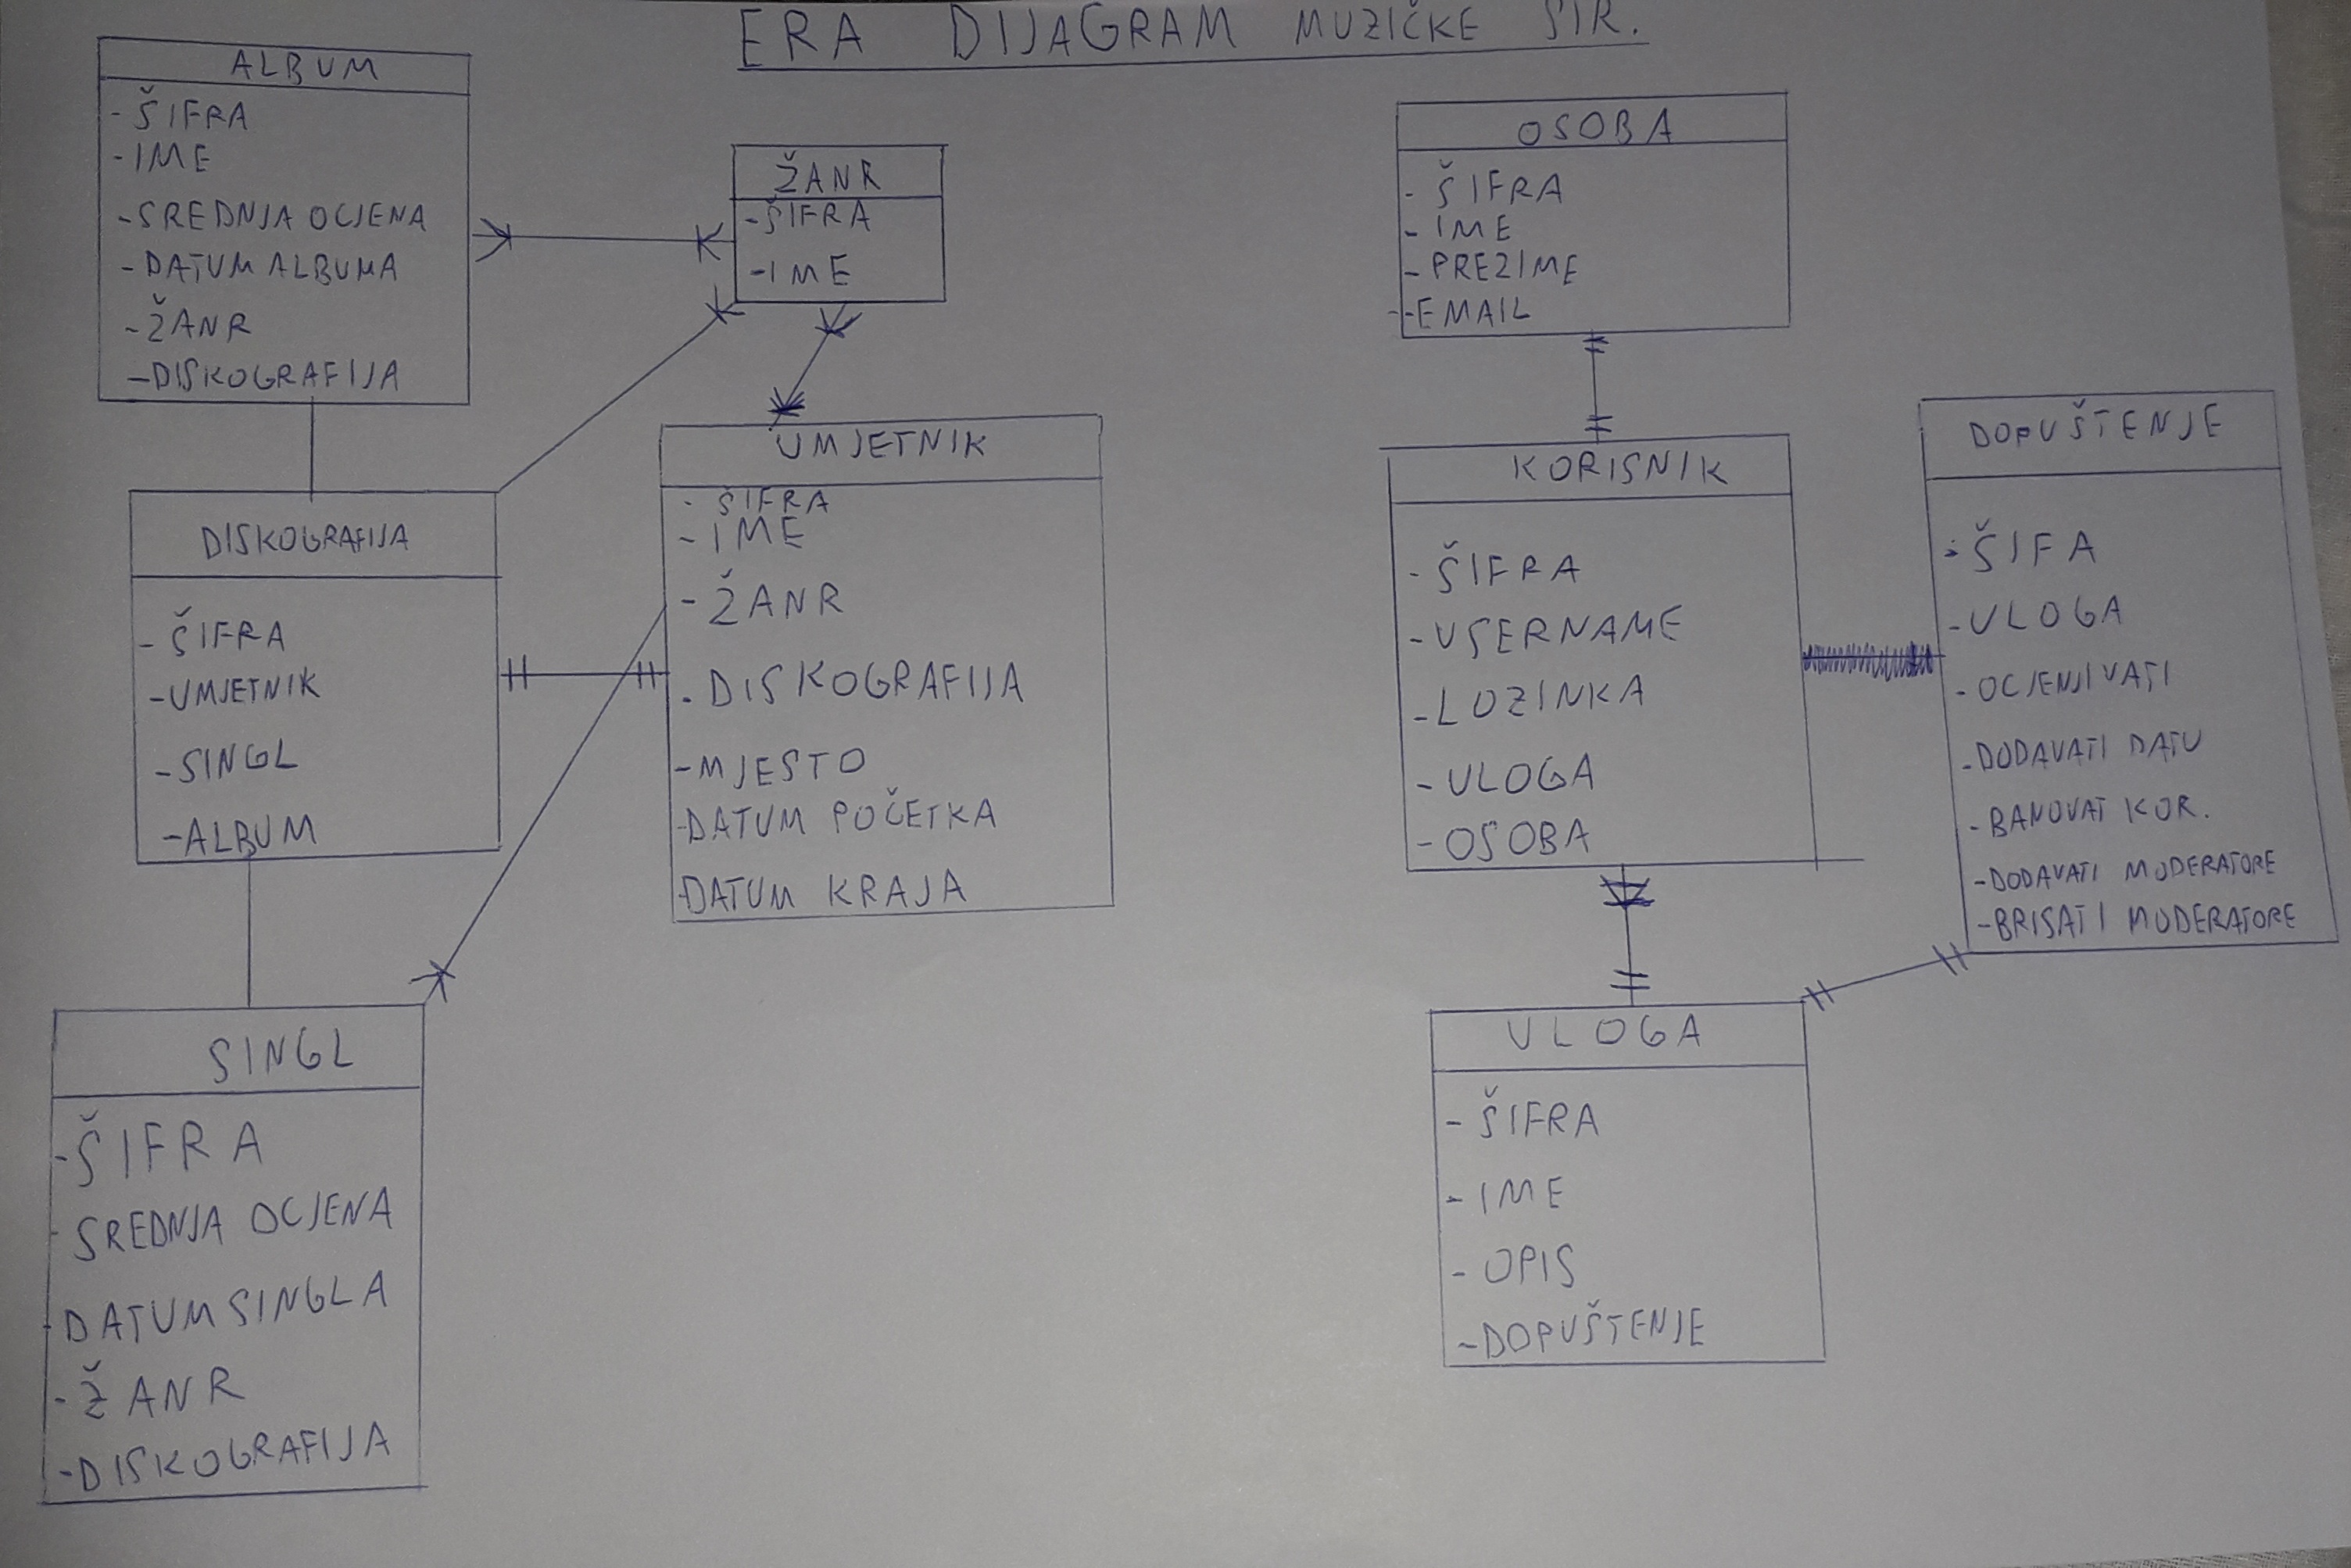 ERA DIJAGRAM MUZIČKE STR.
ALBUM
-ŠIFRA
-IME
-SREDNJA OCJENA
-DATUM ALBUMA
-ŽANR
-DISKOGRAFIJA
ŽANR
-ŠIFRA
-IME
DISKOGRAFIJA
-ŠIFRA
-UMJETNIK
-SINGL
-ALBUM
UMJETNIK
-ŠIFRA
-IME
-ŽANR
.DISKOGRAFIJA
-MJESTO
-DATUM POČETKA
-DATUM KRAJA
SINGL
-ŠIFRA
-SREDNJA OCJENA
-DATUM SINGLA
-ŽANR
-DISKOGRAFIJA
OSOBA
-ŠIFRA
-IME
-PREZIME
-EMAIL
KORISNIK
-ŠIFRA
-USERNAME
-LOZINKA
-ULOGA
-OSOBA
DOPUŠTENJE
-ŠIFA
-ULOGA
-OCJENJIVATI
-DODAVATI DATU
-BANOVAT KOR.
-DODAVATI MODERATORE
-BRISATI MODERATORE
ULOGA
-ŠIFRA
-IME
-OPIS
-DOPUŠTENJE